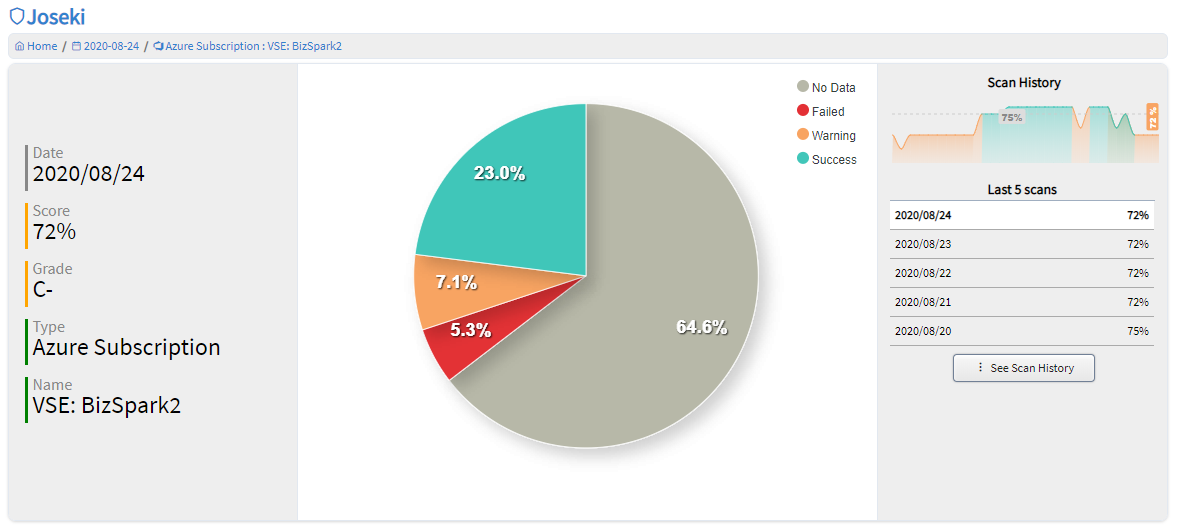 Joseki
Home / 2020-08-24 / Azure Subscription : VSE: BizSpark2
Date
2020/08/24
Score
72%
Grade
C-
Type
Azure Subscription
Name
VSE: BizSpark2
No Data
Failed
Warning
Success
23.0%
7.1%
5.3%
64.6%
Scan History
75%
72 %
Last 5 scans
2020/08/24 72%
2020/08/23 72%
2020/08/22 72%
2020/08/21 72%
2020/08/20 75%
See Scan History